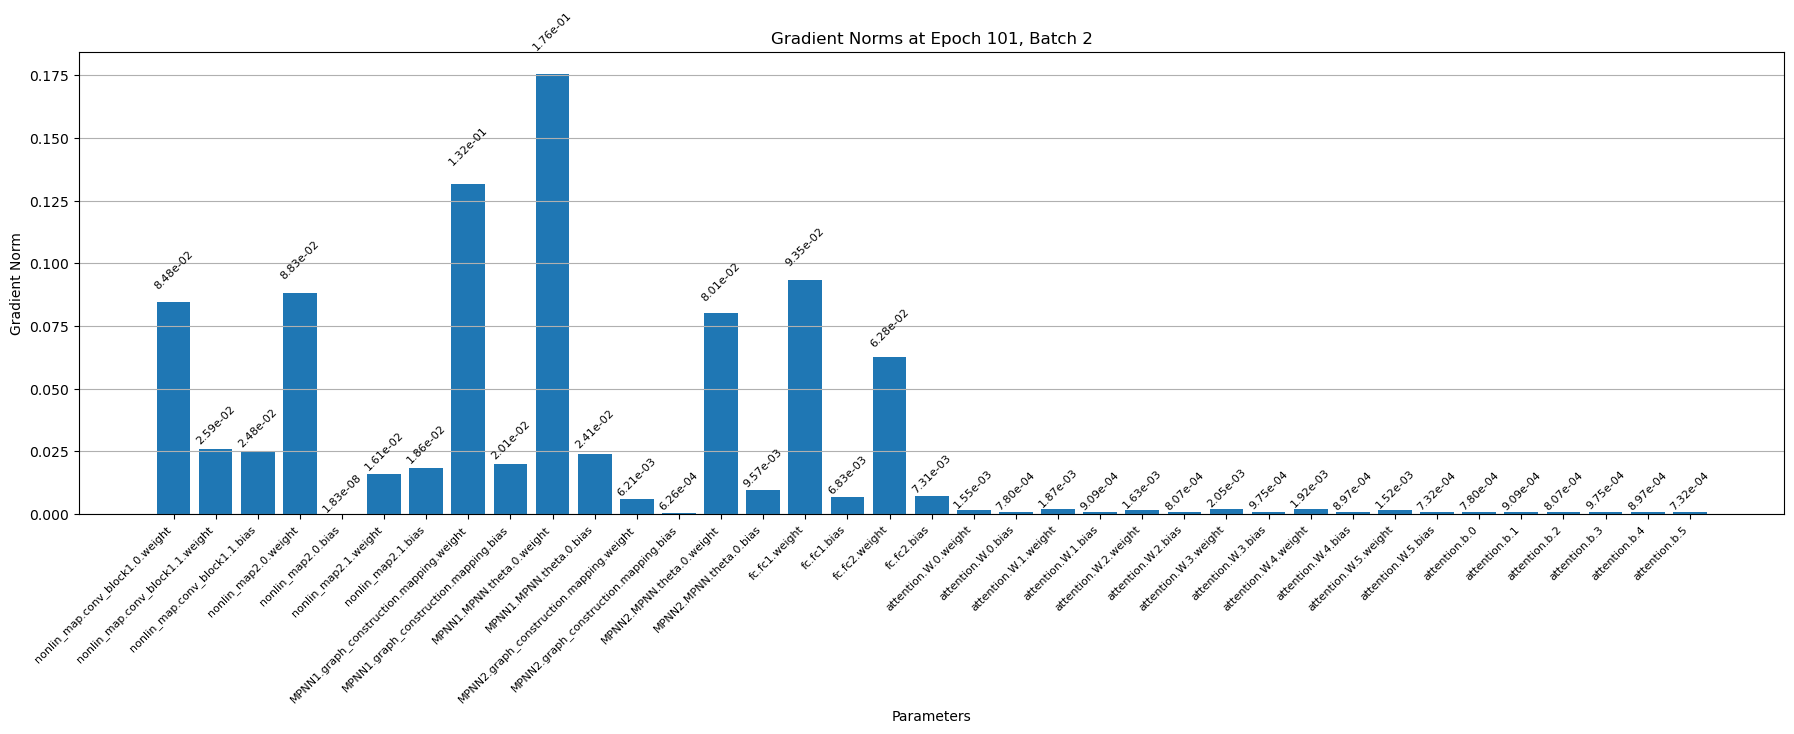 Gradient Norms at Epoch 101, Batch 2
Gradient Norm
0.175
0.150
0.125
0.100
0.075
0.050
0.025
0.000
8.48e-02
2.59e-02
2.48e-02
8.83e-02
1.83e-08
1.61e-02
1.86e-02
1.32e-01
2.01e-02
1.76e-01
2.41e-02
6.21e-03
6.26e-04
8.01e-02
9.57e-03
9.35e-02
6.83e-03
6.28e-02
7.31e-03
1.55e-03
7.80e-04
1.87e-03
9.09e-04
1.63e-03
8.07e-04
2.05e-03
9.75e-04
1.92e-03
8.97e-04
1.52e-03
7.32e-04
7.80e-04
9.09e-04
8.07e-04
9.75e-04
8.97e-04
7.32e-04
nonlin_map.conv_block1.0.weight
nonlin_map.conv_block1.1.weight
nonlin_map.conv_block1.1.bias
nonlin_map2.0.weight
nonlin_map2.0.bias
nonlin_map2.1.weight
nonlin_map2.1.bias
MPNN1.graph_construction.mapping.weight
MPNN1.graph_construction.mapping.bias
MPNN1.MPNN.theta.0.weight
MPNN1.MPNN.theta.0.bias
MPNN2.graph_construction.mapping.weight
MPNN2.graph_construction.mapping.bias
MPNN2.MPNN.theta.0.weight
MPNN2.MPNN.theta.0.bias
fc.fc1.weight
fc.fc1.bias
fc.fc2.weight
fc.fc2.bias
attention.W.0.weight
attention.W.0.bias
attention.W.1.weight
attention.W.1.bias
attention.W.2.weight
attention.W.2.bias
attention.W.3.weight
attention.W.3.bias
attention.W.4.weight
attention.W.4.bias
attention.W.5.weight
attention.W.5.bias
attention.b.0
attention.b.1
attention.b.2
attention.b.3
attention.b.4
attention.b.5
Parameters